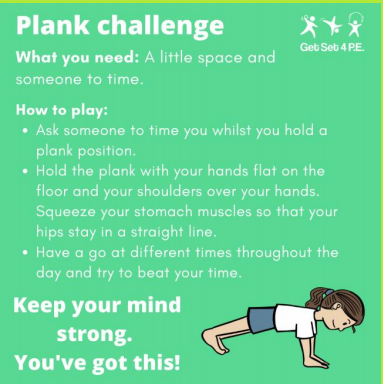 Plank challenge
Get Set 4 P.E.
What you need: A little space and
someone to time.
How to play:
• Ask someone to time you whilst you hold a
plank position.
• Hold the plank with your hands flat on the
floor and your shoulders over your hands.
Squeeze your stomach muscles so that your
hips stay in a straight line.
• Have a go at different times throughout the
day and try to beat your time.
Keep your mind
strong.
You've got this!